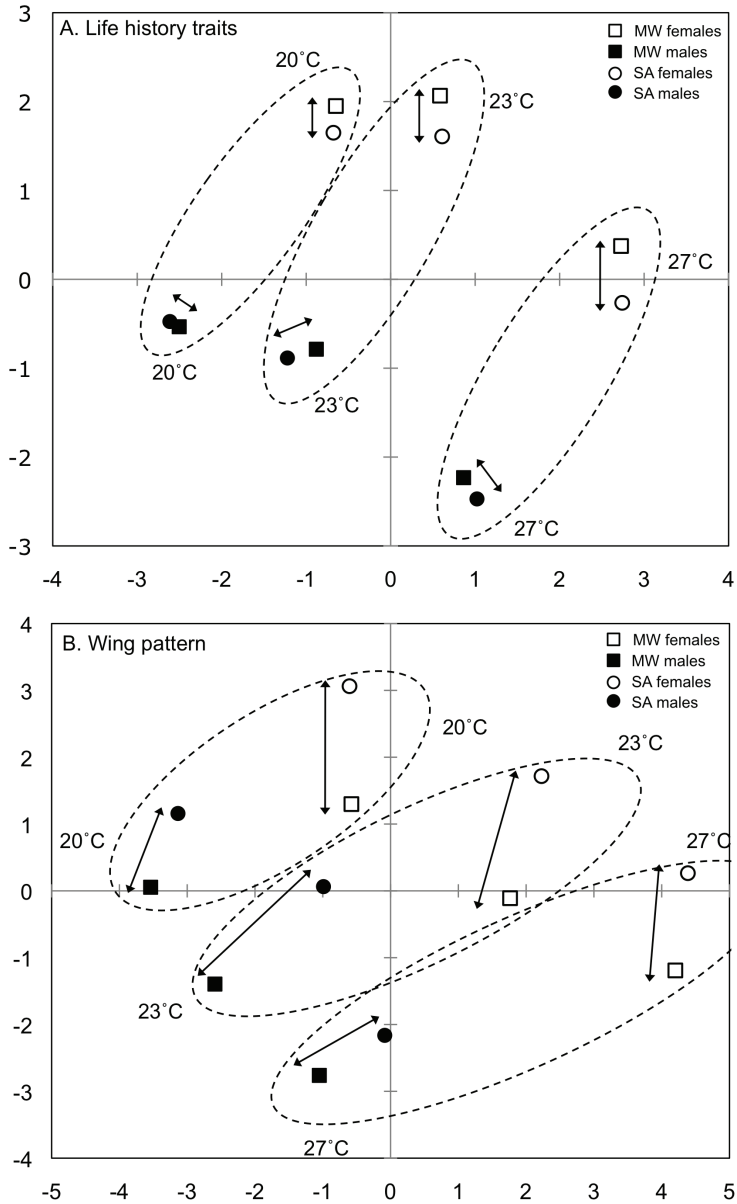 3
A. Life history traits
MW females
MW males
SA females
SA males
20˚C
23˚C
2
1
27˚C
0
20˚C
-1
23˚C
-2
27˚C
-3
-4 -3 -2 -1 0 1 2 3 4
4
B. Wing pattern
MW females
MW males
SA females
SA males
3
20˚C
23˚C
2
1
20˚C
27˚C
0
-1
23˚C
-2
-3
27˚C
-4
-5 -4 -3 -2 -1 0 1 2 3 4 5